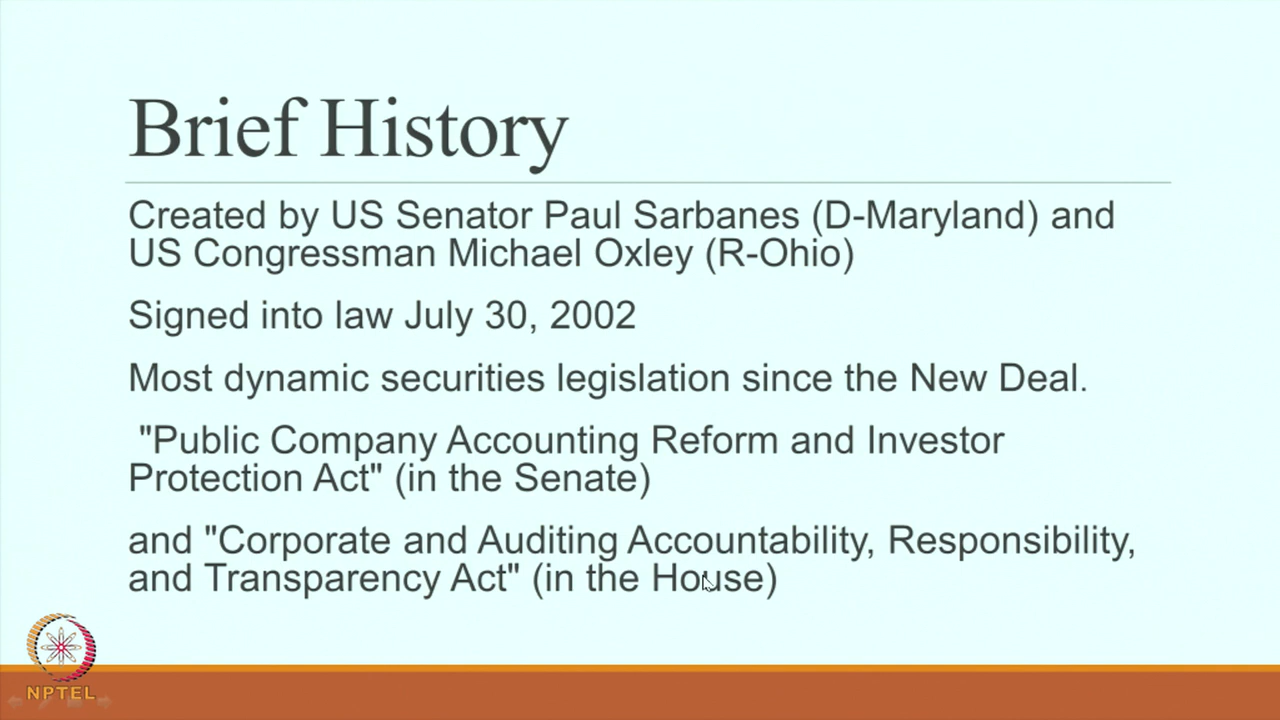 Brief History
Created by US Senator Paul Sarbanes (D-Maryland) and
US Congressman Michael Oxley (R-Ohio)
Signed into law July 30, 2002
Most dynamic securities legislation since the New Deal.
"Public Company Accounting Reform and Investor
Protection Act" (in the Senate)
and "Corporate and Auditing Accountability, Responsibility,
and Transparency Act" (in the House)
NPTEL